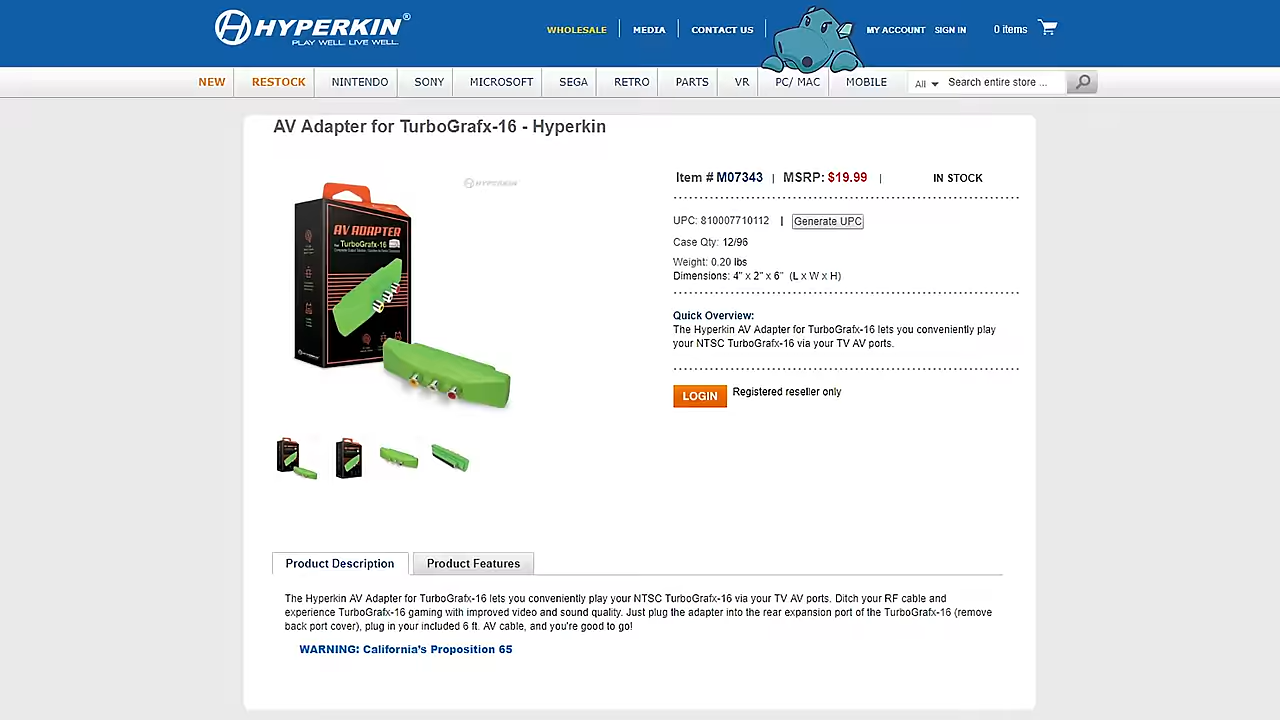 HYPERKIN®
PLAY WELL. LIVE WELL.
WHOLESALE
MEDIA
CONTACT US
MY ACCOUNT
SIGN IN
0 items
NEW
RESTOCK
NINTENDO
SONY
MICROSOFT
SEGA
RETRO
PARTS
VR
PC/ MAC
MOBILE
All
Search entire store ...
AV Adapter for TurboGrafx-16 - Hyperkin
HYPERKIN
AV ADAPTER
for TurboGrafx-16
HYPERKIN
Item # M07343 | MSRP: $19.99 | IN STOCK
UPC: 810007710112 | Generate UPC
Case Qty: 12/96
Weight: 0.20 lbs
Dimensions: 4" x 2" x 6" (L x W x H)
Quick Overview:
The Hyperkin AV Adapter for TurboGrafx-16 lets you conveniently play
your NTSC TurboGrafx-16 via your TV AV ports.
LOGIN Registered reseller only
Product Description
Product Features
The Hyperkin AV Adapter for TurboGrafx-16 lets you conveniently play your NTSC TurboGrafx-16 via your TV AV ports. Ditch your RF cable and
experience TurboGrafx-16 gaming with improved video and sound quality. Just plug the adapter into the rear expansion port of the TurboGrafx-16 (remove
back port cover), plug in your included 6 ft. AV cable, and you're good to go!
WARNING: California's Proposition 65